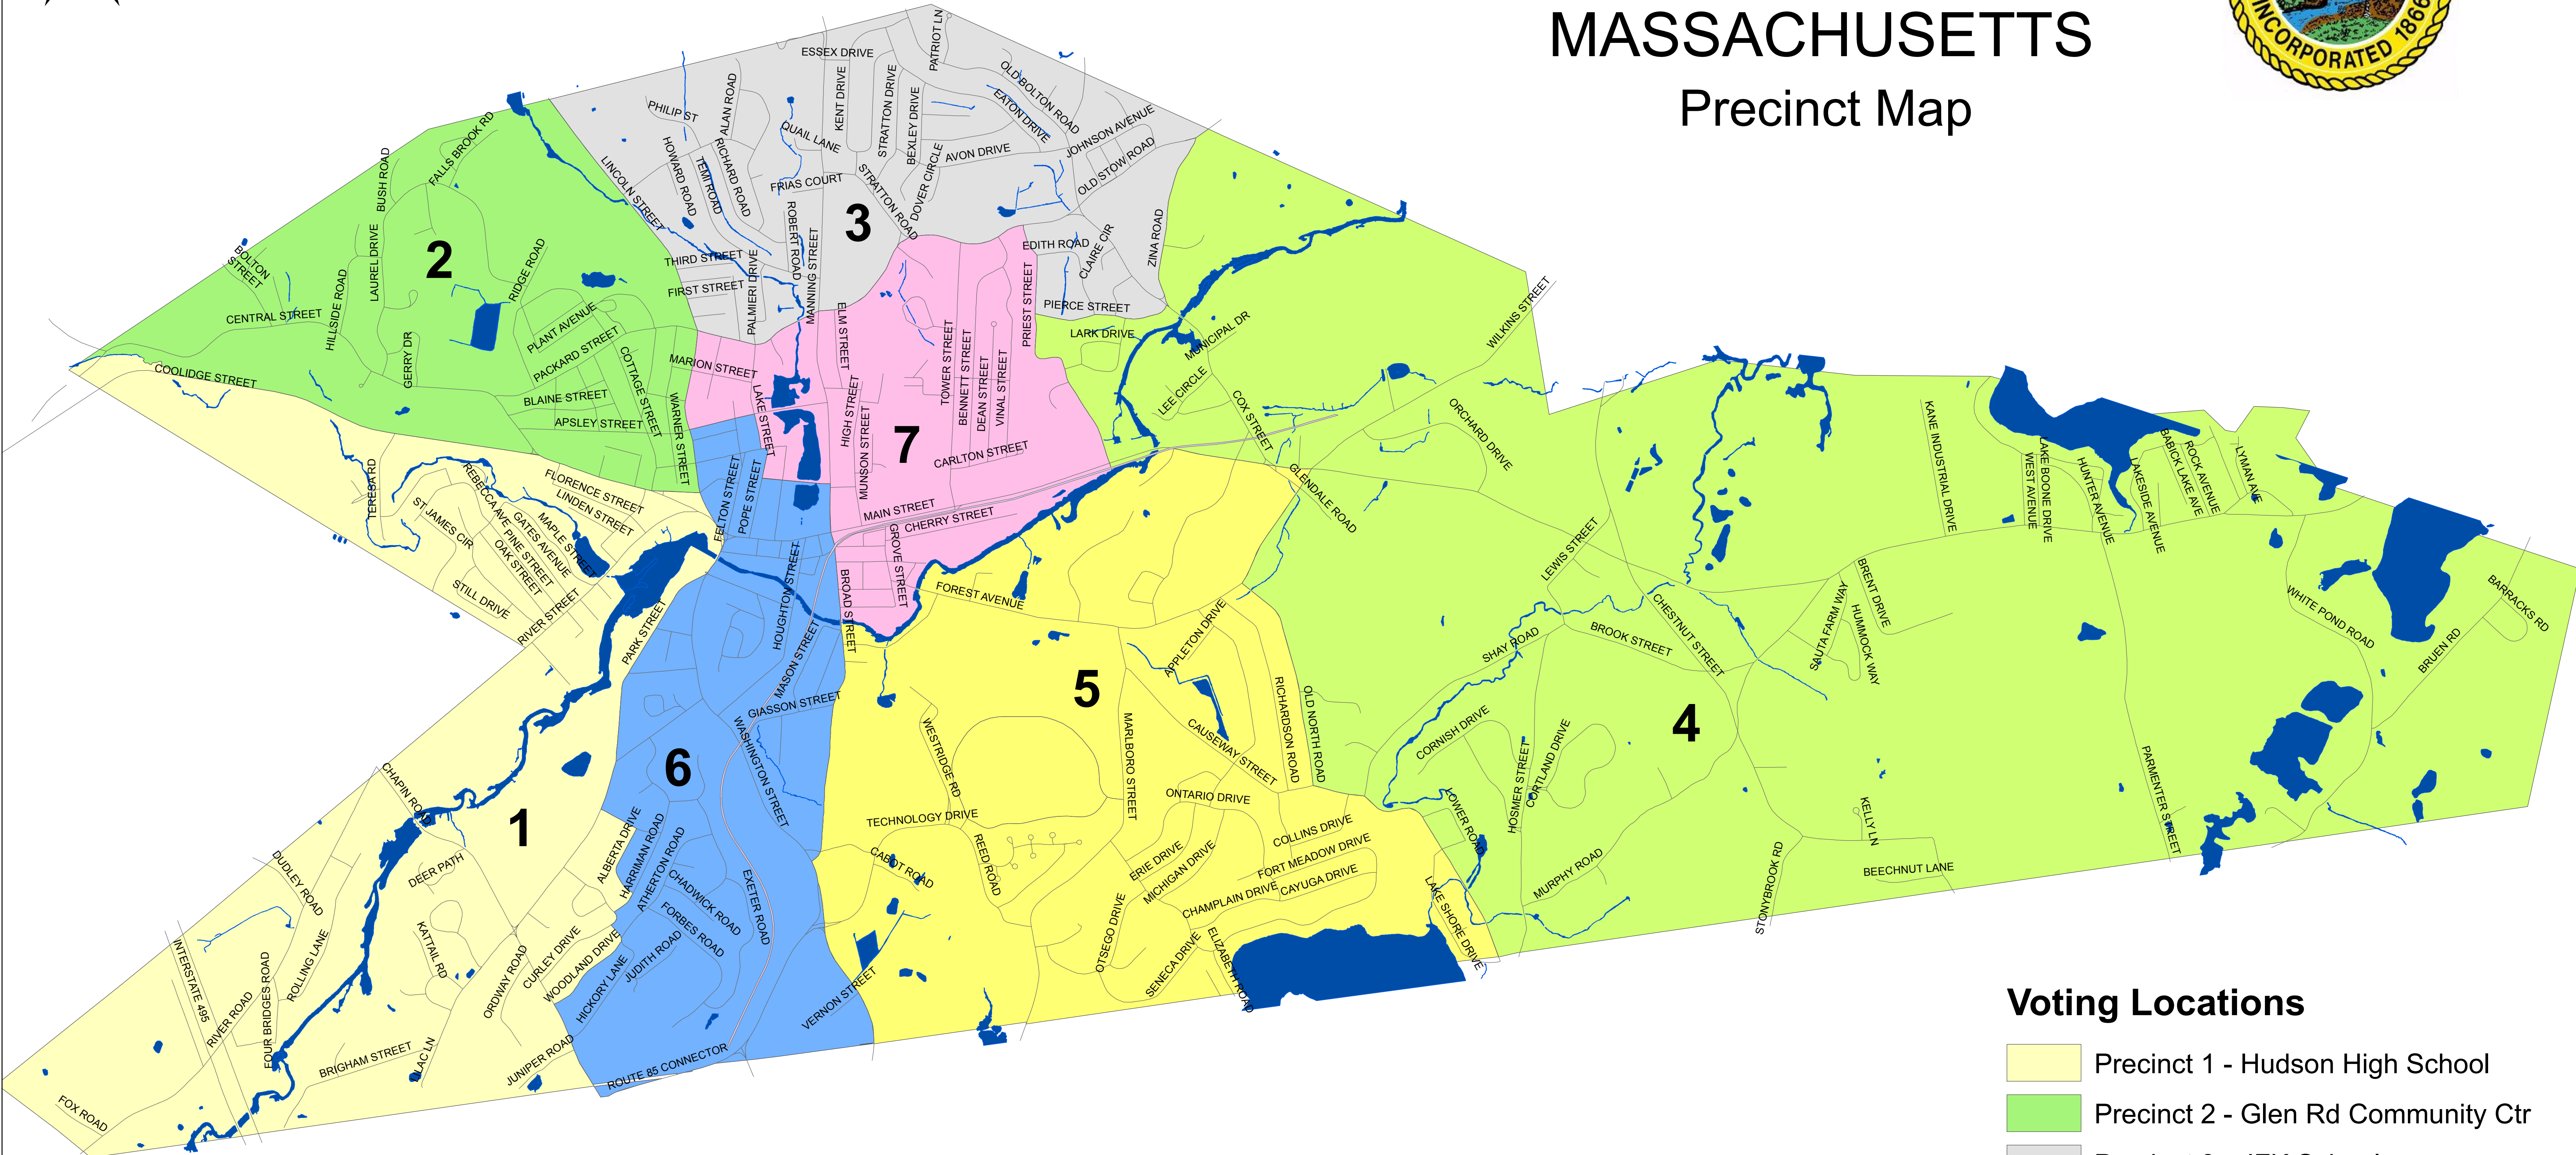 MASSACHUSETTS
Precinct Map
INCORPORATED 1866
ESSEX DRIVE
PATRIOT LN
OLD BOLTON ROAD
EATON DRIVE
JOHNSON AVENUE
OLD STOW ROAD
PHILIP ST
ALAN ROAD
KENT DRIVE
STRATTON DRIVE
BEXLEY DRIVE
QUAIL LANE
AVON DRIVE
HOWARD ROAD
TEMI ROAD
RICHARD ROAD
FRIAS COURT
DOVER CIRCLE
STRATTON ROAD
LINCOLN STREET
ROBERT ROAD
MANNING STREET
3
THIRD STREET
FIRST STREET
PALMIERI DRIVE
EDITH ROAD
CLAIRE CIR
ZINA ROAD
PIERCE STREET
PRIEST STREET
FALLS BROOK RD
BUSH ROAD
2
BOLTON
STREET
LAUREL DRIVE
RIDGE ROAD
HILLSIDE ROAD
CENTRAL STREET
GERRY DR
PLANT AVENUE
PACKARD STREET
COTTAGE STREET
BLAINE STREET
APSLEY STREET
WARNER STREET
COOLIDGE STREET
MARION STREET
LAKE STREET
ELM STREET
HIGH STREET
MUNSON STREET
TOWER STREET
BENNETT STREET
DEAN STREET
VINAL STREET
7
CARLTON STREET
MAIN STREET
CHERRY STREET
GROVE STREET
BROAD STREET
LARK DRIVE
MUNICIPAL DR
LEE CIRCLE
COX STREET
WILKINS STREET
ORCHARD DRIVE
GLENDALE ROAD
LEWIS STREET
KANE INDUSTRIAL DRIVE
WEST AVENUE
LAKE BOONE DRIVE
HUNTER AVENUE
LAKESIDE AVENUE
BABICK LAKE AVE
ROCK AVENUE
LYMAN AVE
WHITE POND ROAD
BARRACKS RD
BRUEN RD
TERESA RD
FLORENCE STREET
LINDEN STREET
REBECCA AVE
ST JAMES CIR
MAPLE STREET
GATES AVENUE
PINE STREET
OAK STREET
STILL DRIVE
RIVER STREET
PARK STREET
FELTON STREET
POPE STREET
HOUGHTON STREET
MASON STREET
GIASSON STREET
WASHINGTON STREET
6
FOREST AVENUE
APPLETON DRIVE
5
CAUSEWAY STREET
MARLBORO STREET
RICHARDSON ROAD
OLD NORTH ROAD
WESTRIDGE RD
TECHNOLOGY DRIVE
REED ROAD
CABOT ROAD
ONTARIO DRIVE
COLLINS DRIVE
ERIE DRIVE
MICHIGAN DRIVE
FORT MEADOW DRIVE
CAYUGA DRIVE
CHAMPLAIN DRIVE
OTSEGO DRIVE
SENECA DRIVE
ELIZABETH ROAD
LAKE SHORE DRIVE
SHAY ROAD
BROOK STREET
CHESTNUT STREET
SAUTA FARM WAY
BRENT DRIVE
HUMMOCK WAY
4
CORNISH DRIVE
HOSMER STREET
CORTLAND DRIVE
LOWER ROAD
MURPHY ROAD
STONYBROOK RD
KELLY LN
BEECHNUT LANE
PARMENTER STREET
CHAPIN ROAD
1
DEER PATH
DUDLEY ROAD
ROLLING LANE
INTERSTATE 495
RIVER ROAD
FOUR BRIDGES ROAD
BRIGHAM STREET
LILAC LN
FOX ROAD
KATTAIL RD
ORDWAY ROAD
CURLEY DRIVE
WOODLAND DRIVE
HICKORY LANE
JUNIPER ROAD
ALBERTA DRIVE
HARRIMAN ROAD
ATHERTON ROAD
CHADWICK ROAD
FORBES ROAD
JUDITH ROAD
EXETER ROAD
VERNON STREET
ROUTE 85 CONNECTOR
Voting Locations
Precinct 1 - Hudson High School
Precinct 2 - Glen Rd Community Ctr